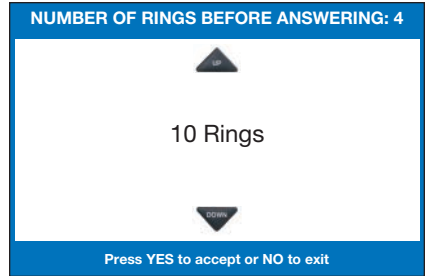 NUMBER OF RINGS BEFORE ANSWERING: 4
UP
10 Rings
DOWN
Press YES to accept or NO to exit